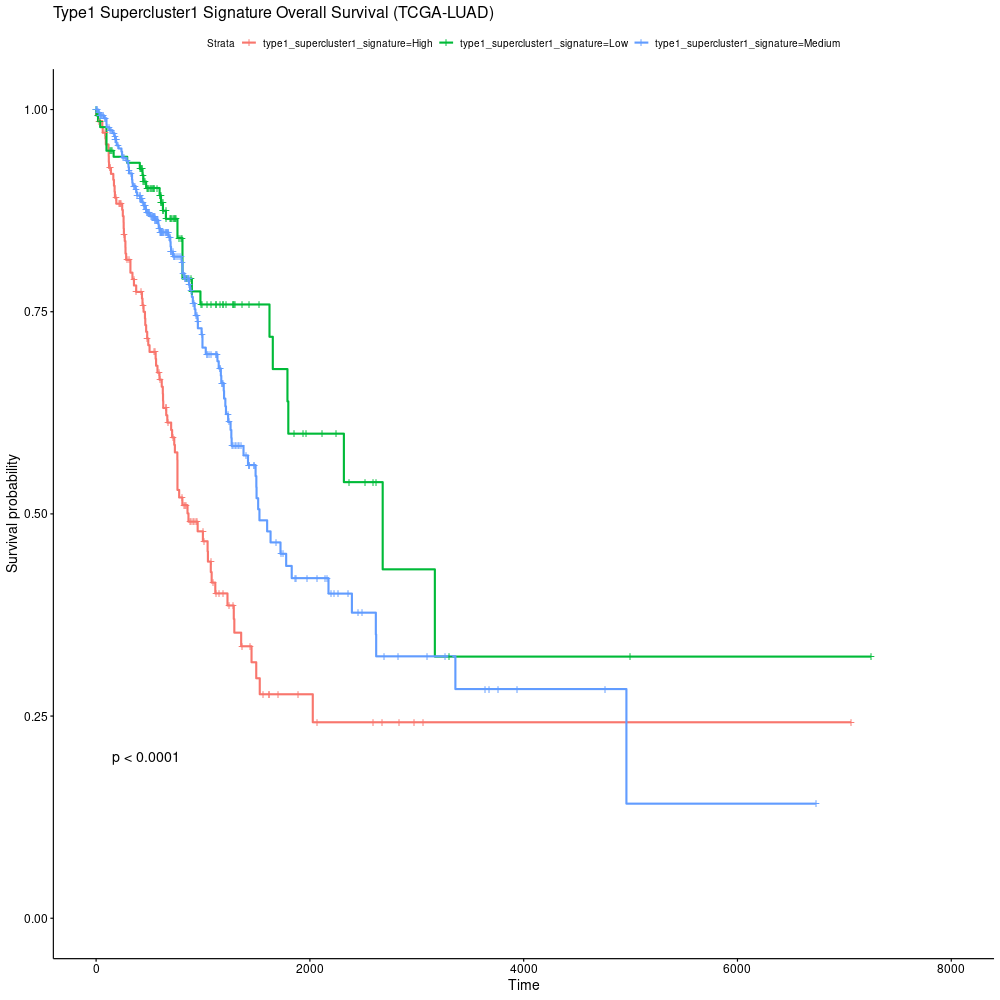 Type1 Supercluster1 Signature Overall Survival (TCGA-LUAD)
Strata type1_supercluster1_signature=High type1_supercluster1_signature=Low type1_supercluster1_signature=Medium
1.00
0.75
0.50
0.25
0.00
Survival probability
p < 0.0001
0 2000 4000 6000 8000
Time